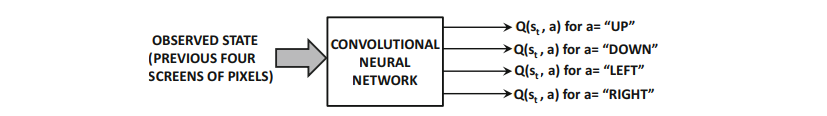 OBSERVED STATE
(PREVIOUS FOUR
SCREENS OF PIXELS)
CONVOLUTIONAL
NEURAL
NETWORK
Q(sₜ , a) for a= “UP”
Q(sₜ , a) for a= “DOWN”
Q(sₜ , a) for a= “LEFT”
Q(sₜ , a) for a= “RIGHT”